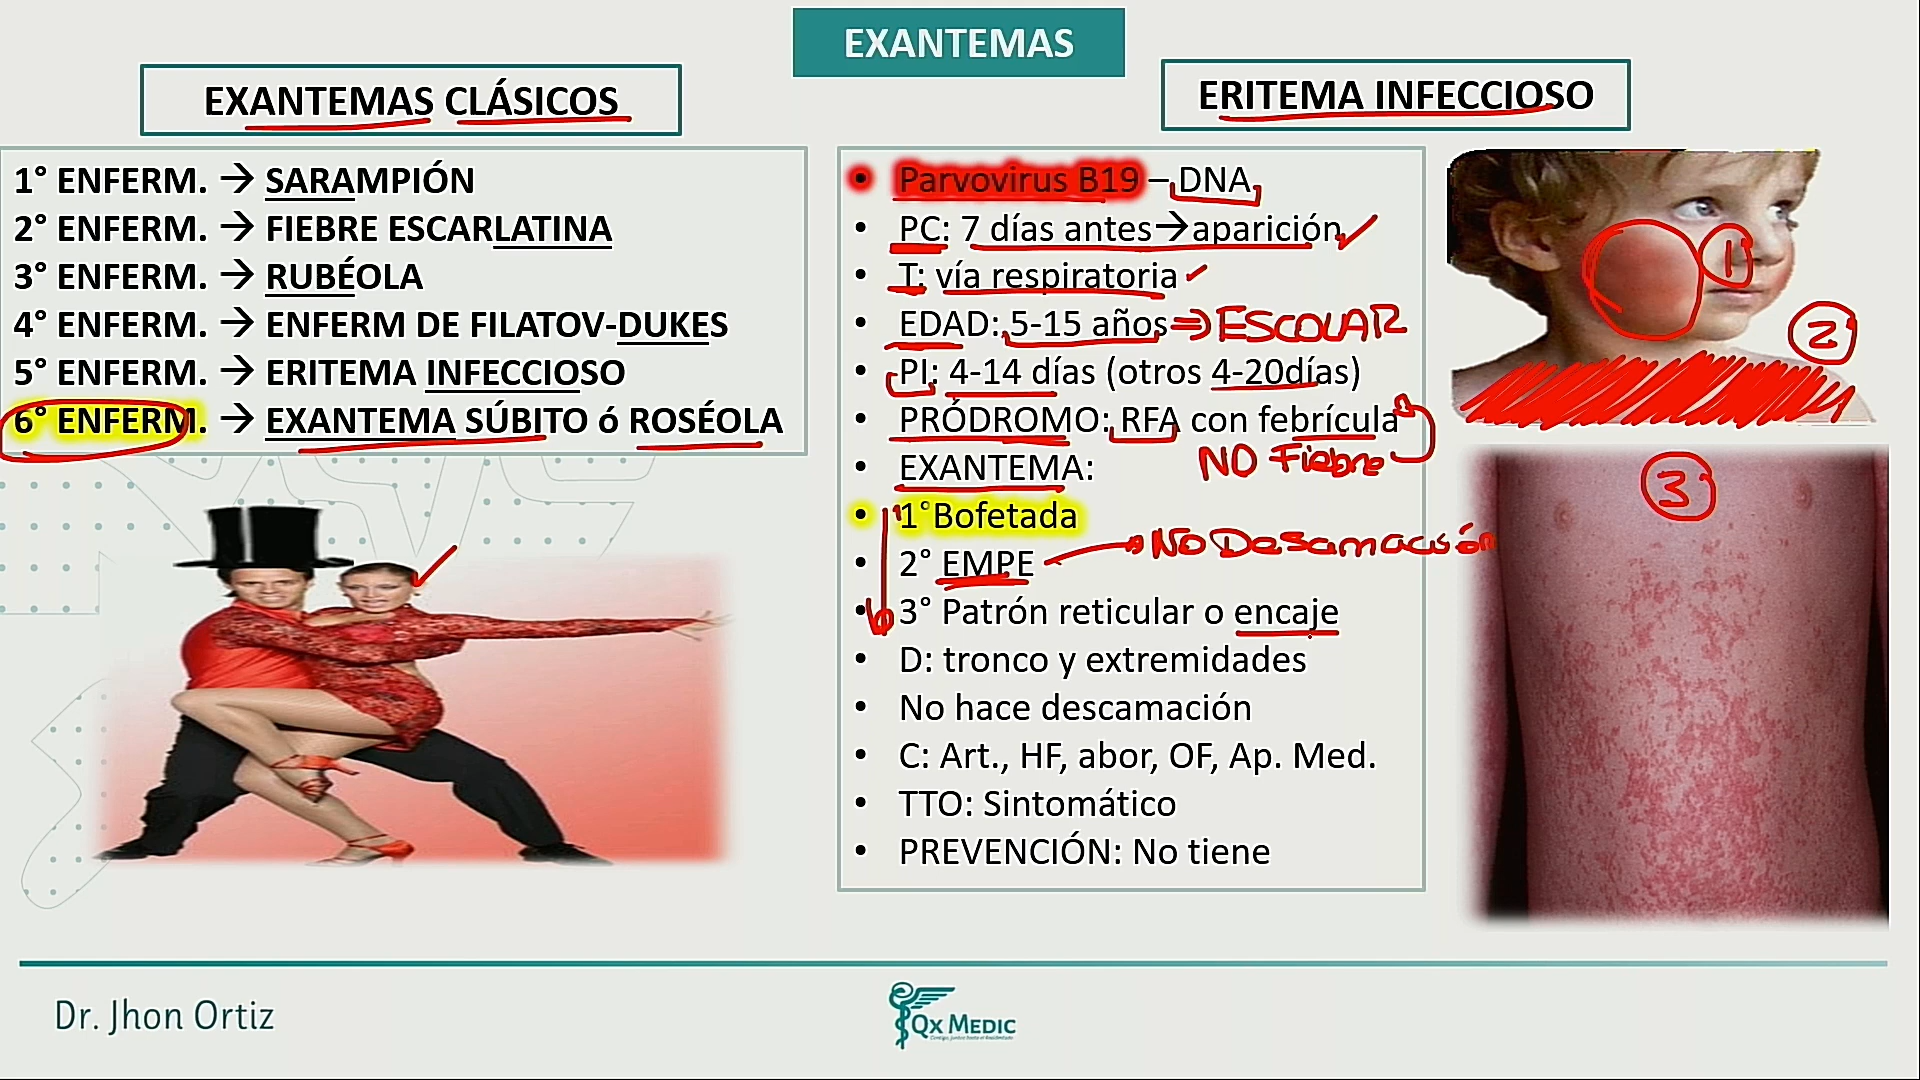 EXANTEMAS
EXANTEMAS CLÁSICOS
1° ENFERM. → SARAMPIÓN
2° ENFERM. → FIEBRE ESCARLATINA
3° ENFERM. → RUBÉOLA
4° ENFERM. → ENFERM DE FILATOV-DUKES
5° ENFERM. → ERITEMA INFECCIOSO
6° ENFERM. → EXANTEMA SÚBITO ó ROSÉOLA
ERITEMA INFECCIOSO
• Parvovirus B19 – DNA
• PC: 7 días antes→aparición
• T: vía respiratoria
• EDAD: 5-15 años ⇒ ESCOLAR
• PI: 4-14 días (otros 4-20días)
• PRÓDROMO: RFA con febrícula
NO Fiebre
• EXANTEMA:
• 1°Bofetada
• 2° EMPE → NO Desamación
• 3° Patrón reticular o encaje
• D: tronco y extremidades
• No hace descamación
• C: Art., HF, abor, OF, Ap. Med.
• TTO: Sintomático
• PREVENCIÓN: No tiene
1
2
3
Dr. Jhon Ortiz
Qx MEDIC